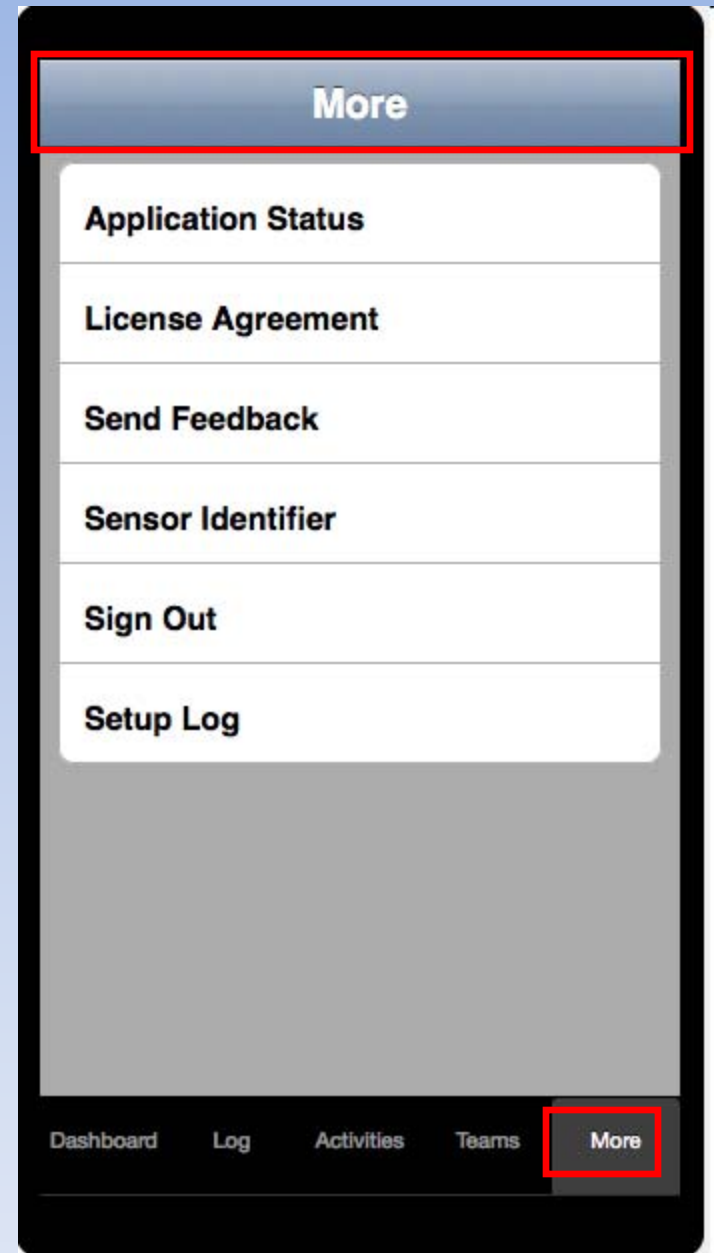 More
Application Status
License Agreement
Send Feedback
Sensor Identifier
Sign Out
Setup Log
Dashboard Log Activities Teams More